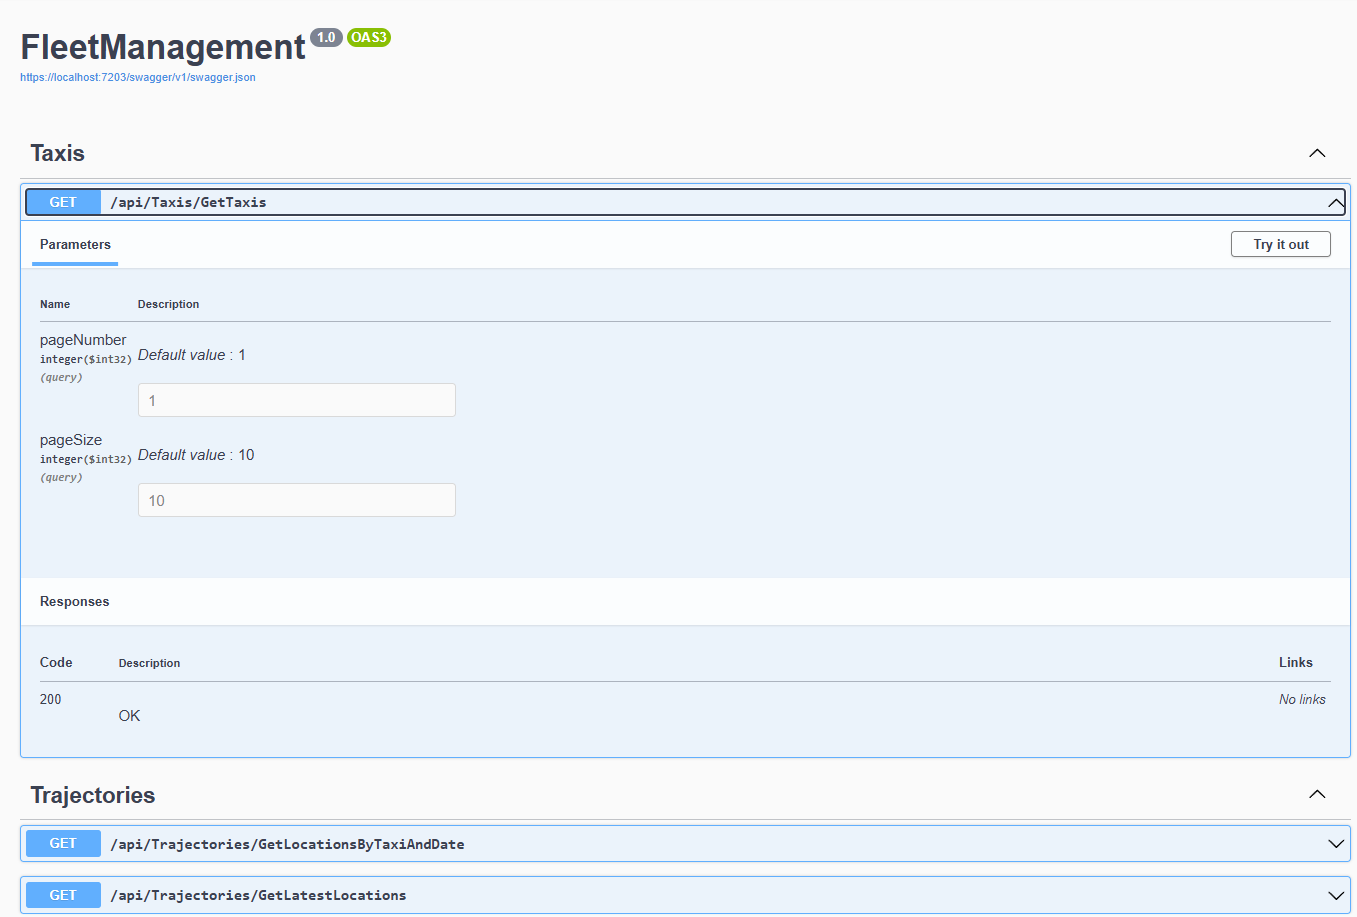 FleetManagement 1.0 OAS3
https://localhost:7203/swagger/v1/swagger.json
Taxis
GET /api/Taxis/GetTaxis
Parameters Try it out
Name Description
pageNumber
integer($int32)
(query)
Default value : 1
1
pageSize
integer($int32)
(query)
Default value : 10
10
Responses
Code Description Links
200 No links
OK
Trajectories
GET /api/Trajectories/GetLocationsByTaxiAndDate
GET /api/Trajectories/GetLatestLocations